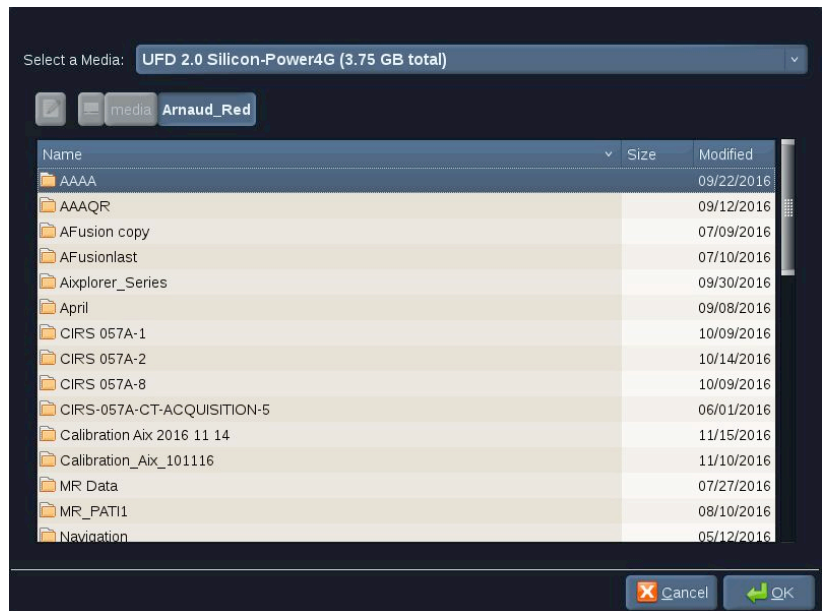 Select a Media: UFD 2.0 Silicon-Power4G (3.75 GB total)
media Arnaud_Red
Name Size Modified
AAAA 09/22/2016
AAAQR 09/12/2016
AFusion copy 07/09/2016
AFusionlast 07/10/2016
Aixplorer_Series 09/30/2016
April 09/08/2016
CIRS 057A-1 10/09/2016
CIRS 057A-2 10/14/2016
CIRS 057A-8 10/09/2016
CIRS-057A-CT-ACQUISITION-5 06/01/2016
Calibration Aix 2016 11 14 11/15/2016
Calibration_Aix_101116 11/10/2016
MR Data 07/27/2016
MR_PATI1 08/10/2016
Navigation 05/12/2016
Cancel OK